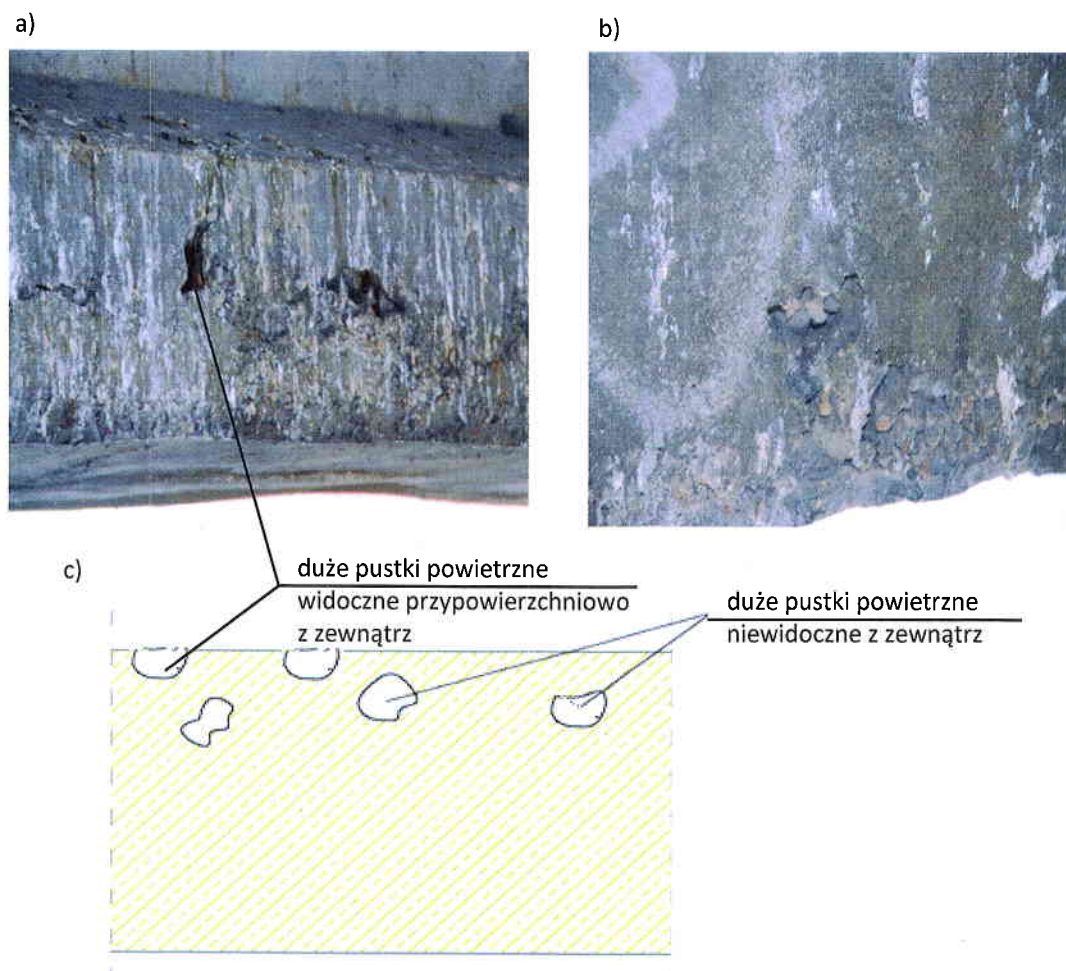 a)
b)
c)
duże pustki powietrzne
widoczne przypowierzchniowo
z zewnątrz
duże pustki powietrzne
niewidoczne z zewnątrz